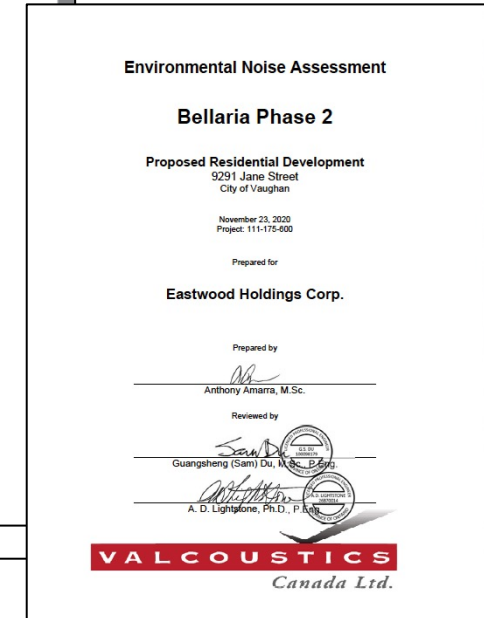 Environmental Noise Assessment
Bellaria Phase 2
Proposed Residential Development
9291 Jane Street
City of Vaughan
November 23, 2020
Project: 111-175-600
Prepared for
Eastwood Holdings Corp.
Prepared by
Anthony Amarra, M.Sc.
Reviewed by
G.S. DU
Guangsheng (Sam) Du, M.Sc., P.Eng.
A. D. LIGHTSTONE
A. D. Lightstone, Ph.D., P.Eng.
VALCOUSTICS
Canada Ltd.